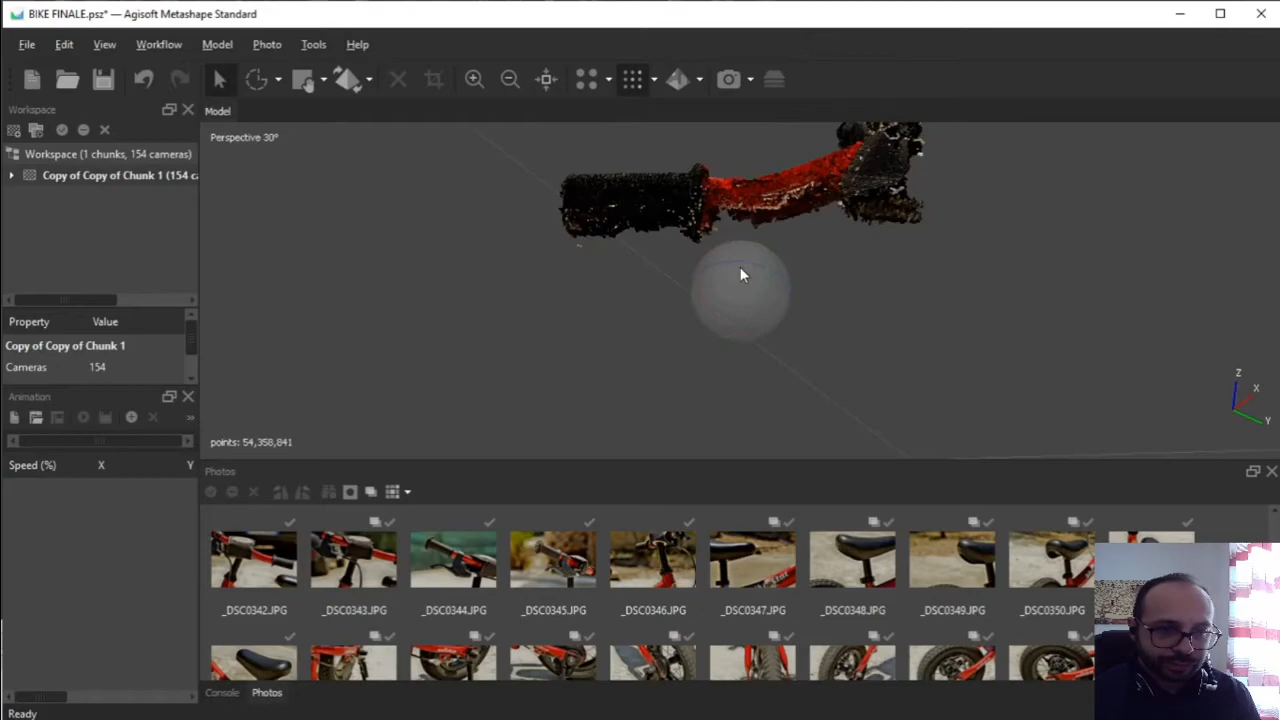 BIKE FINALE.psz* — Agisoft Metashape Standard
File Edit View Workflow Model Photo Tools Help
Workspace
Model
Workspace (1 chunks, 154 cameras)
Copy of Copy of Chunk 1 (154 c
Perspective 30°
Property Value
Copy of Copy of Chunk 1
Cameras 154
Animation
»
Speed (%) X Y
Z
X
Y
points: 54,358,841
Photos
_DSC0342.JPG _DSC0343.JPG _DSC0344.JPG _DSC0345.JPG _DSC0346.JPG _DSC0347.JPG _DSC0348.JPG _DSC0349.JPG _DSC0350.JPG
Console Photos
Ready